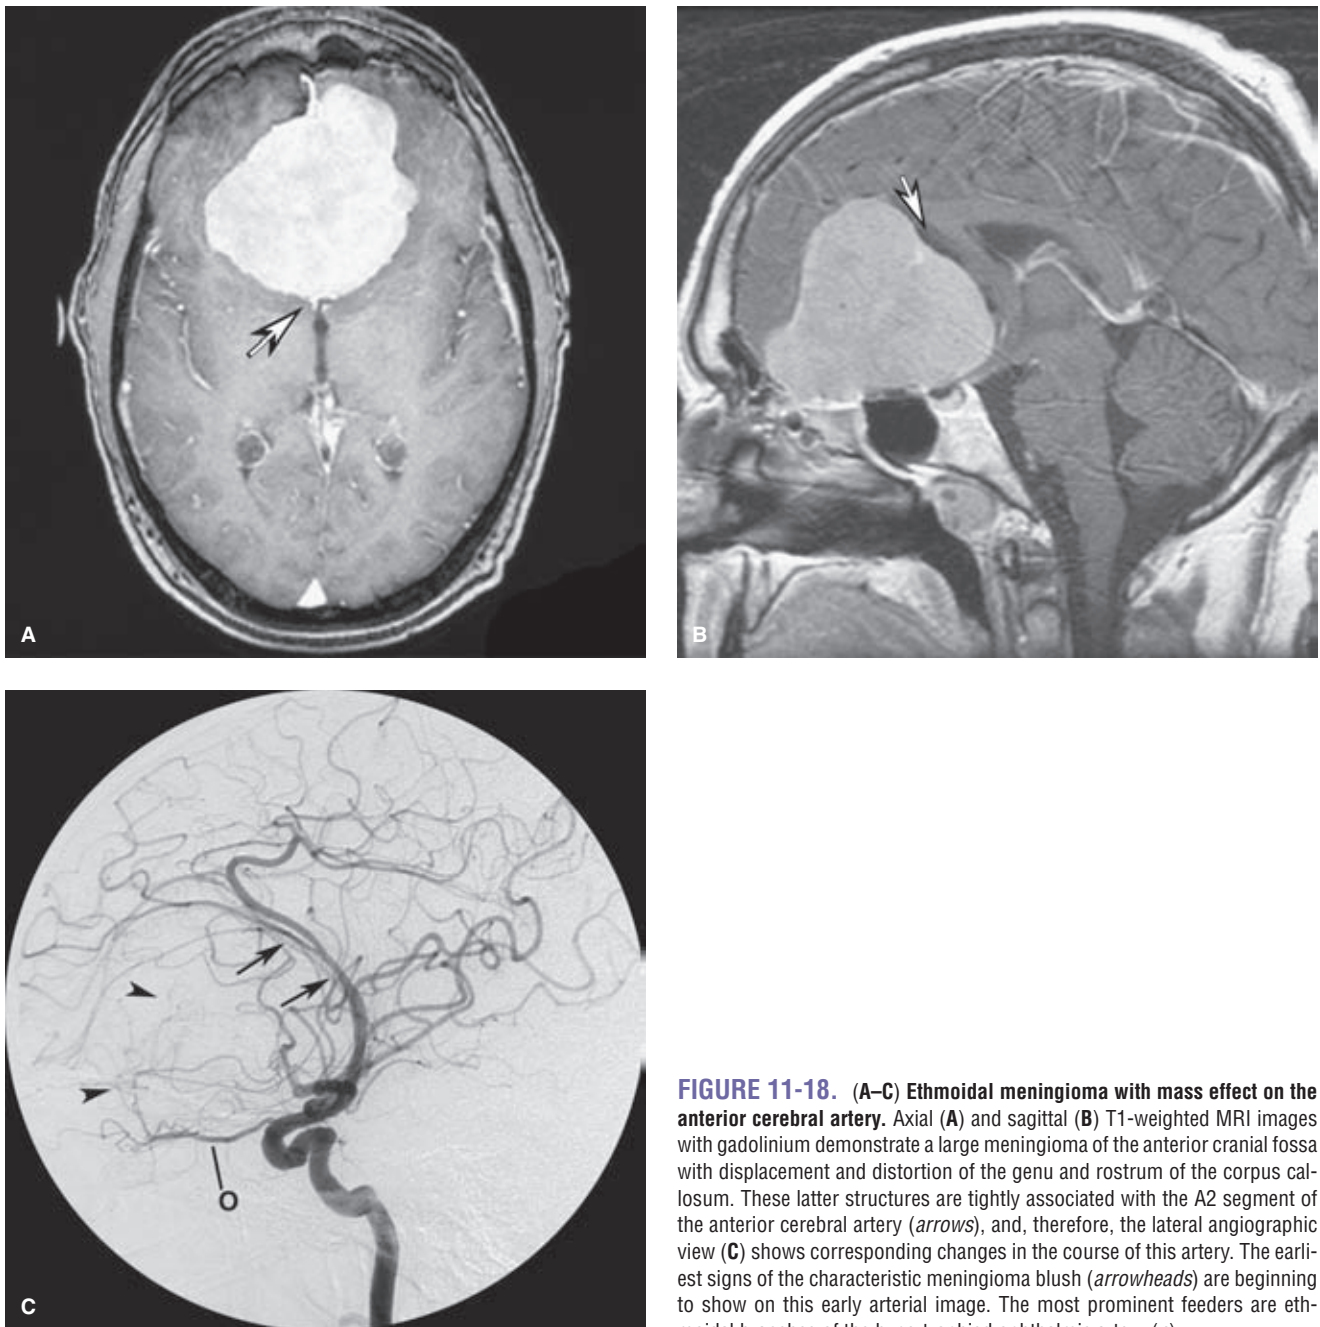 A
B
O
C
FIGURE 11-18. (A–C) Ethmoidal meningioma with mass effect on the
anterior cerebral artery. Axial (A) and sagittal (B) T1-weighted MRI images
with gadolinium demonstrate a large meningioma of the anterior cranial fossa
with displacement and distortion of the genu and rostrum of the corpus cal-
losum. These latter structures are tightly associated with the A2 segment of
the anterior cerebral artery (arrows), and, therefore, the lateral angiographic
view (C) shows corresponding changes in the course of this artery. The earli-
est signs of the characteristic meningioma blush (arrowheads) are beginning
to show on this early arterial image. The most prominent feeders are eth-